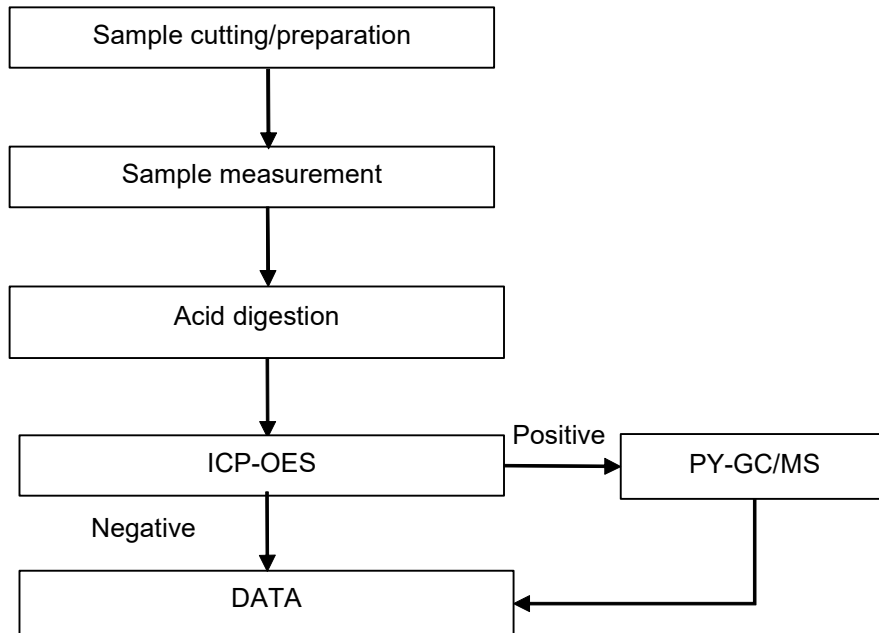 Sample cutting/preparation
Sample measurement
Acid digestion
ICP-OES
Positive
PY-GC/MS
Negative
DATA